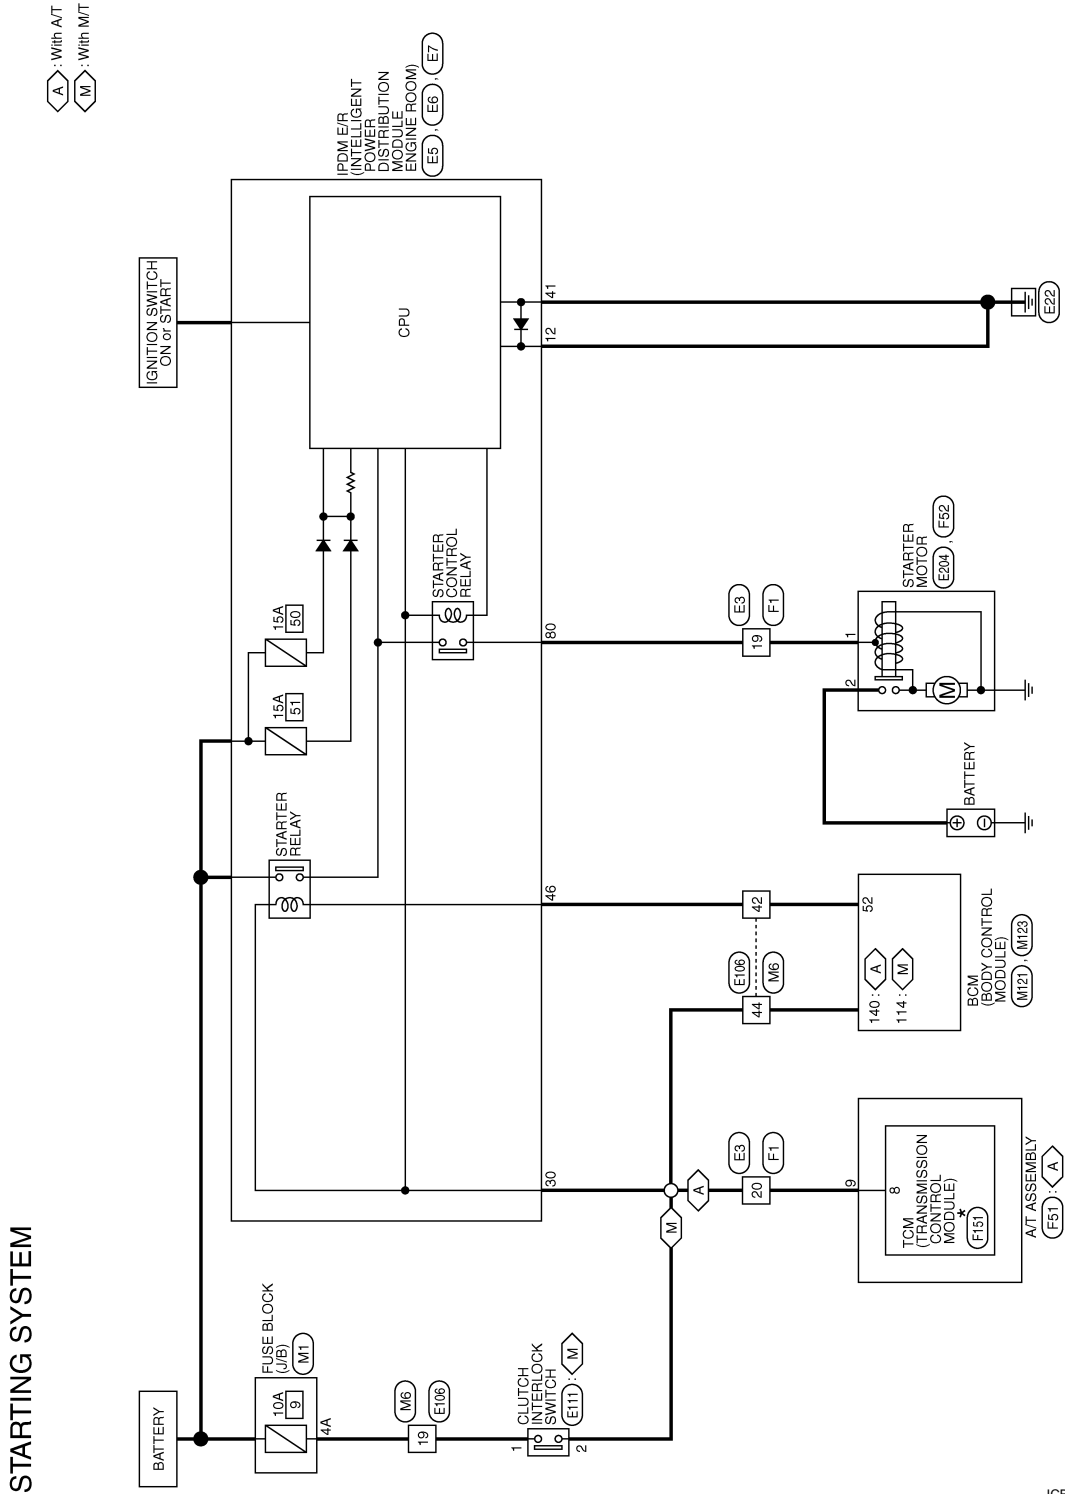 STARTING SYSTEM
A : With A/T
M : With M/T
BATTERY
IGNITION SWITCH
ON or START
IPDM E/R
(INTELLIGENT
POWER
DISTRIBUTION
MODULE
ENGINE ROOM)
E5 , E6 , E7
FUSE BLOCK
(J/B)
M1
10A
9
4A
STARTER
RELAY
15A
51
15A
50
CPU
STARTER
CONTROL
RELAY
M6
19
E106
1
CLUTCH
INTERLOCK
SWITCH
E111 : M
2
30
46
80
12
41
M
A
E3
20
F1
E106
44
M6
42
E3
19
F1
9
8
TCM
(TRANSMISSION
CONTROL
MODULE)
*
F151
A/T ASSEMBLY
F51 : A
52
140 : A
114 : M
BCM
(BODY CONTROL
MODULE)
M121 , M123
BATTERY
+
−
2
1
M
STARTER
MOTOR
E204 , F52
E22